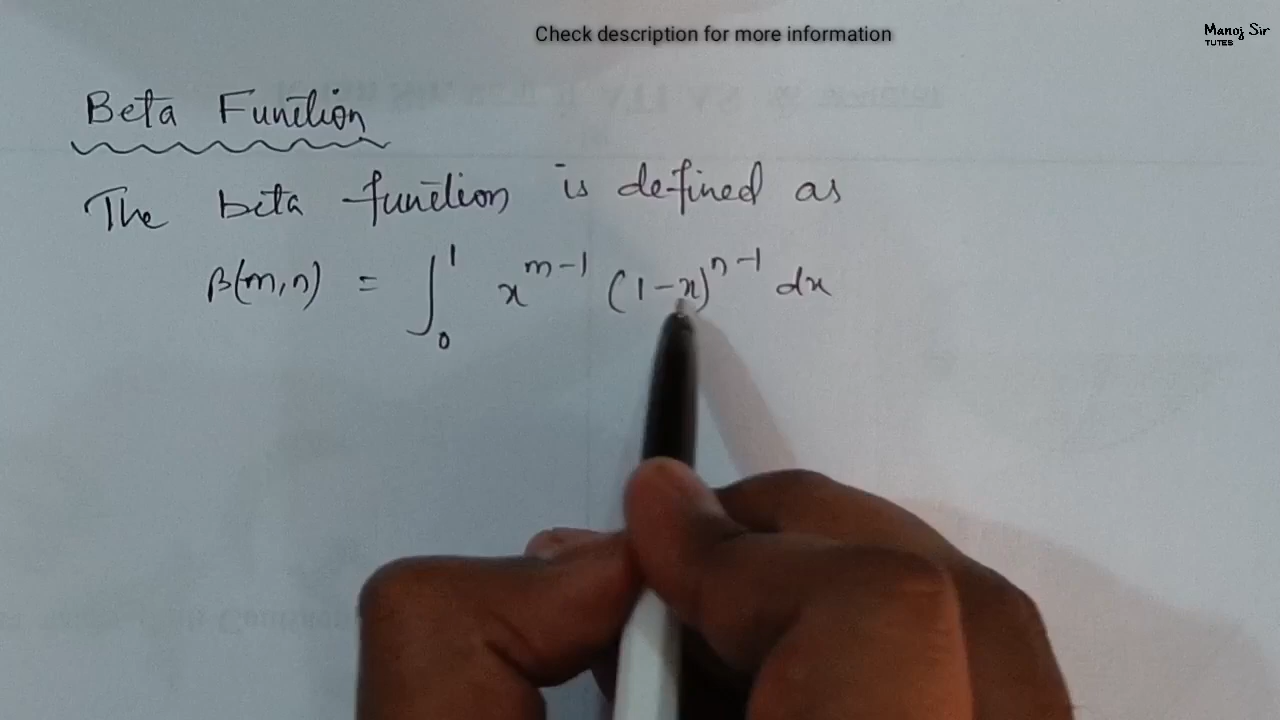 Check description for more information
Manoj Sir
TUTES
Beta Function
The beta function is defined as
β(m,n) = ∫₀¹ x^{m-1} (1-x)^{n-1} dx